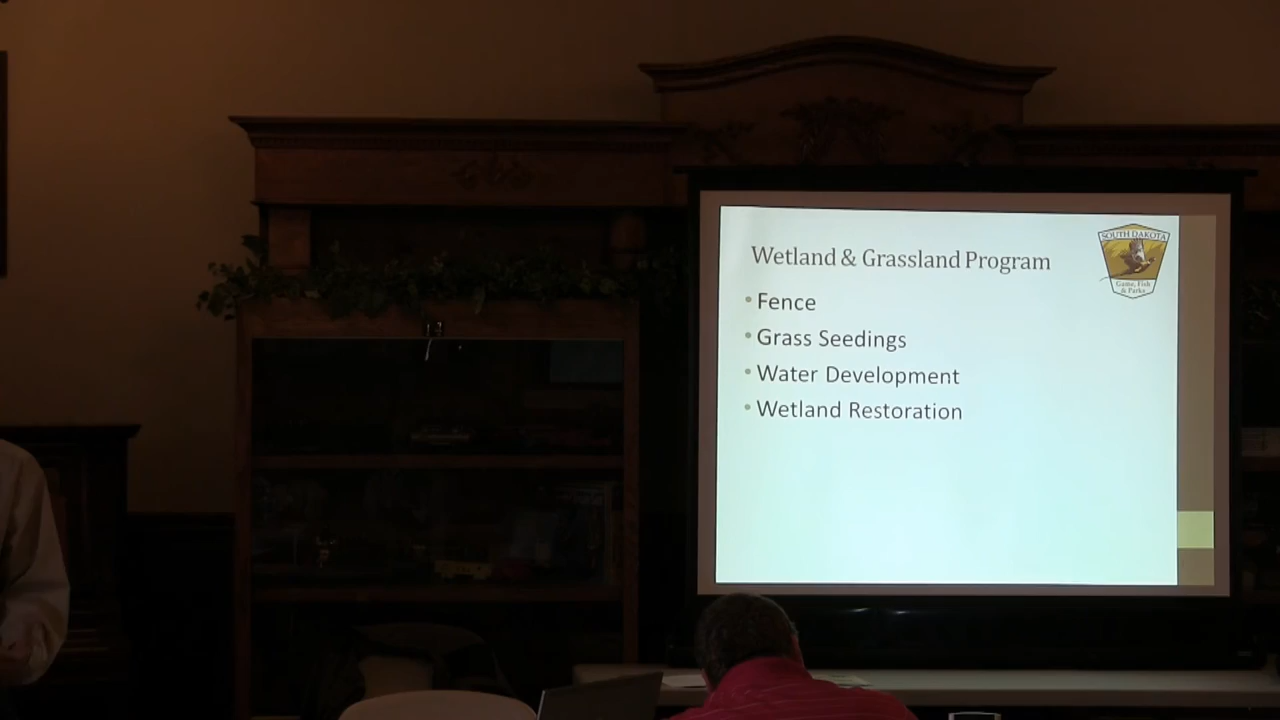 Wetland & Grassland Program
SOUTH DAKOTA
Game, Fish
& Parks
• Fence
• Grass Seedings
• Water Development
• Wetland Restoration